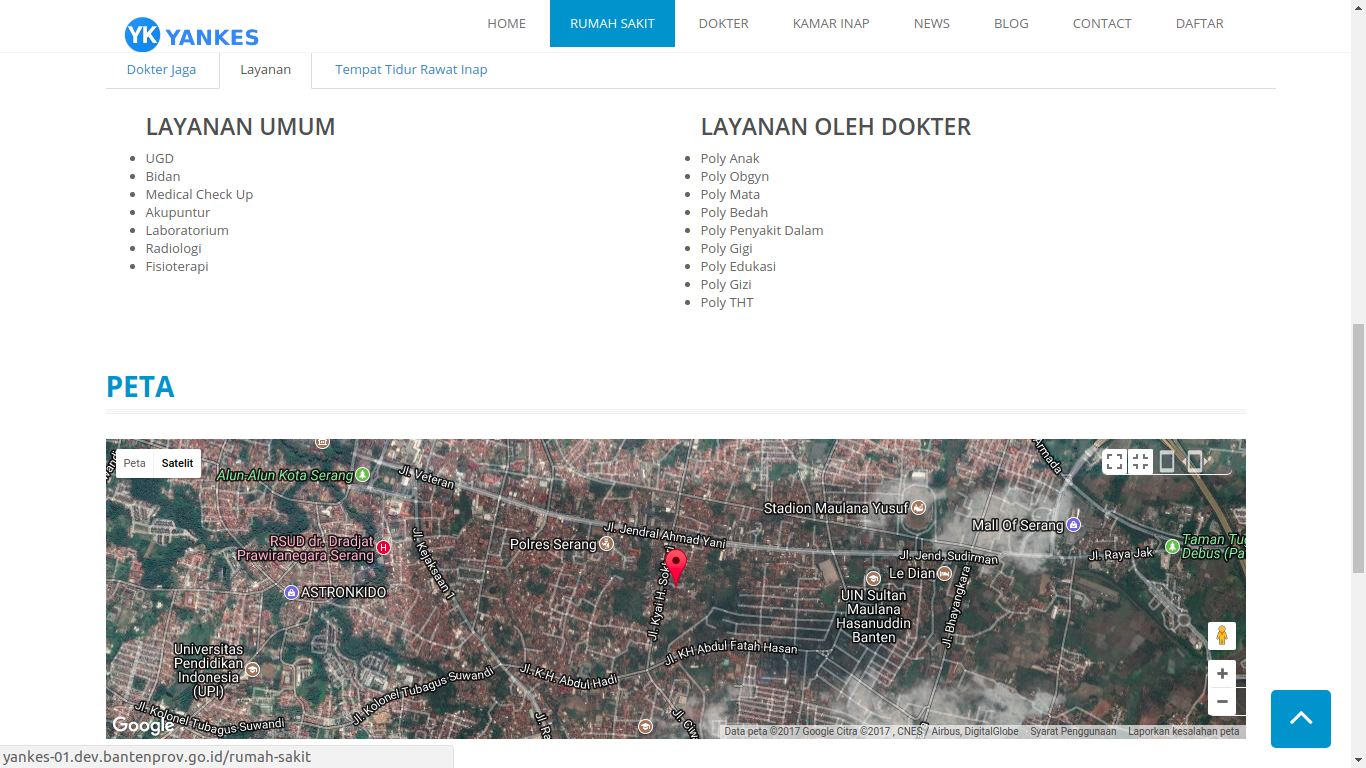 YK YANKES
HOME
RUMAH SAKIT
DOKTER
KAMAR INAP
NEWS
BLOG
CONTACT
DAFTAR
Dokter Jaga
Layanan
Tempat Tidur Rawat Inap
LAYANAN UMUM
UGD
Bidan
Medical Check Up
Akupuntur
Laboratorium
Radiologi
Fisioterapi
LAYANAN OLEH DOKTER
Poly Anak
Poly Obgyn
Poly Mata
Poly Bedah
Poly Penyakit Dalam
Poly Gigi
Poly Edukasi
Poly Gizi
Poly THT
PETA
Peta
Satelit
Alun-Alun Kota Serang
Jl. Veteran
Armada
Stadion Maulana Yusuf
Mall Of Serang
Jl. Jendral Ahmad Yani
RSUD dr. Dradjat
Prawiranegara Serang
H
Polres Serang
Jl. Kejaksaan 1
Jl. Jend. Sudirman
Jl. Raya Jak
Taman Tu
Debus (Pa
Le Dian
ASTRONKIDO
Jl. Kyai H. Sok
UIN Sultan
Maulana
Hasanuddin
Banten
Jl. Bhayangkara
Universitas
Pendidikan
Indonesia
(UPI)
Jl. KH Abdul Fatah Hasan
Jl. K.H. Abdul Hadi
Jl. Kolonel Tubagus Suwandi
Jl. Kolonel Tubagus Suwandi
Jl. Ra
Jl. Ciw
Google
Data peta ©2017 Google Citra ©2017 , CNES / Airbus, DigitalGlobe
Syarat Penggunaan
Laporkan kesalahan peta
yankes-01.dev.bantenprov.go.id/rumah-sakit